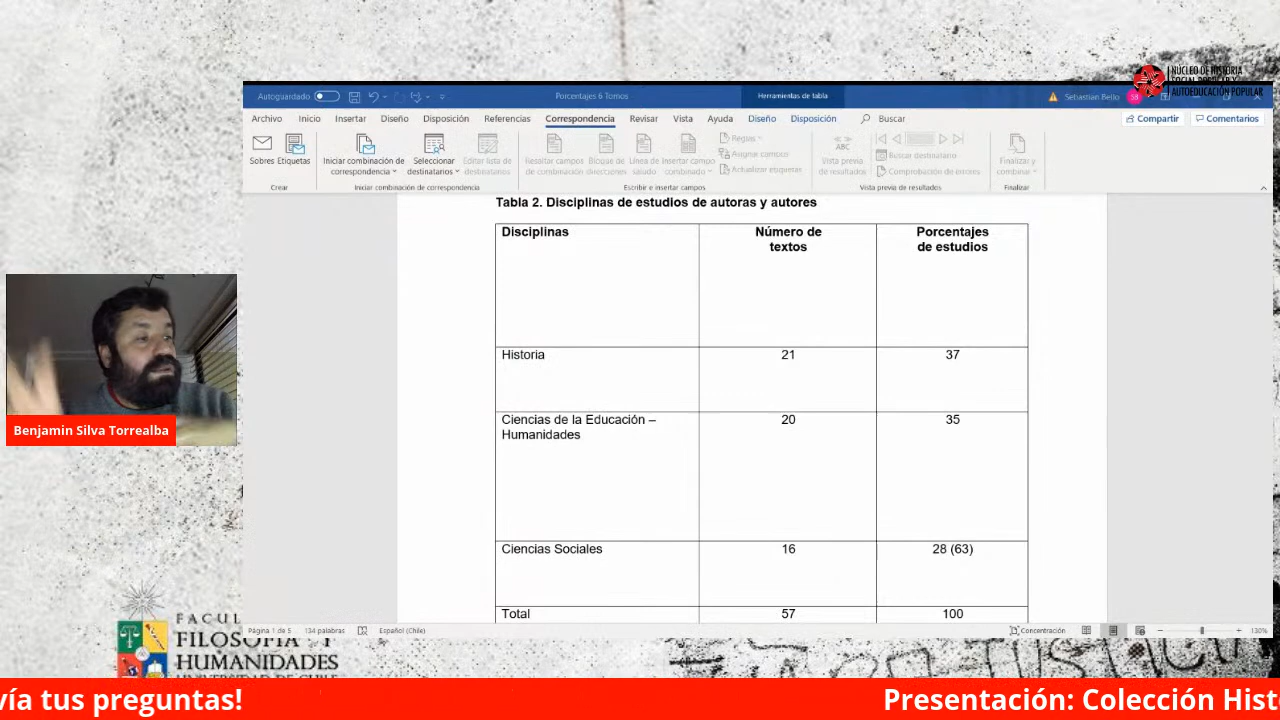 NÚCLEO DE HISTORIA
SOCIAL POPULAR Y
AUTOEDUCACIÓN POPULAR
Autoguardado
Porcentajes 6 Tomos
Herramientas de tabla
Sebastian Bello
Archivo Inicio Insertar Diseño Disposición Referencias Correspondencia Revisar Vista Ayuda Diseño Disposición Buscar Compartir Comentarios
Sobres Etiquetas
Iniciar combinación de correspondencia
Seleccionar destinatarios
Editar lista de destinatarios
Resaltar campos de combinación
Bloque de direcciones
Línea de saludo
Insertar campo combinado
Reglas
Asignar campos
Actualizar etiquetas
ABC
Vista previa de resultados
Buscar destinatario
Comprobación de errores
Finalizar y combinar
Crear
Iniciar combinación de correspondencia
Escribir e insertar campos
Vista previa de resultados
Finalizar
Tabla 2. Disciplinas de estudios de autoras y autores
Disciplinas Número de textos Porcentajes de estudios
Historia 21 37
Ciencias de la Educación – Humanidades 20 35
Ciencias Sociales 16 28 (63)
Total 57 100
Benjamin Silva Torrealba
Página 1 de 5 134 palabras Español (Chile) Concentración 130%
FACUL
FILOSOFÍA Y
HUMANIDADES
UNIVERSIDAD DE CHILE
vía tus preguntas! Presentación: Colección Hist